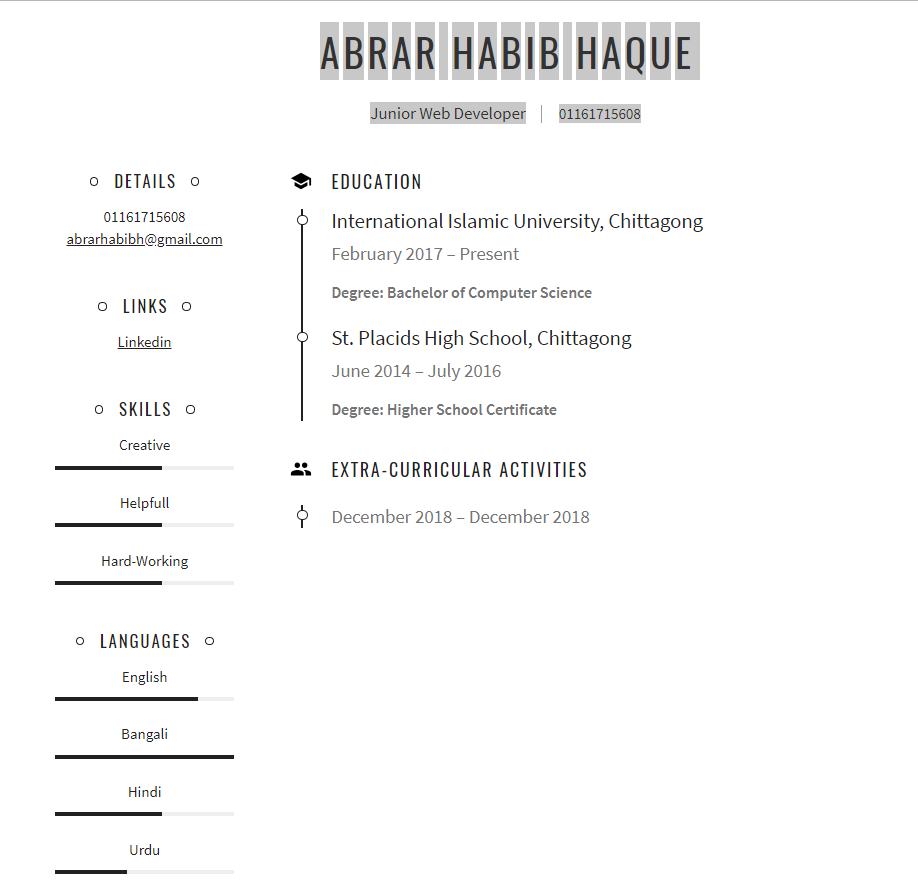 ABRAR HABIB HAQUE
Junior Web Developer | 01161715608
DETAILS
01161715608
abrarhabibh@gmail.com
LINKS
Linkedin
SKILLS
Creative
Helpfull
Hard-Working
LANGUAGES
English
Bangali
Hindi
Urdu
EDUCATION
International Islamic University, Chittagong
February 2017 – Present
Degree: Bachelor of Computer Science
St. Placids High School, Chittagong
June 2014 – July 2016
Degree: Higher School Certificate
EXTRA-CURRICULAR ACTIVITIES
December 2018 – December 2018